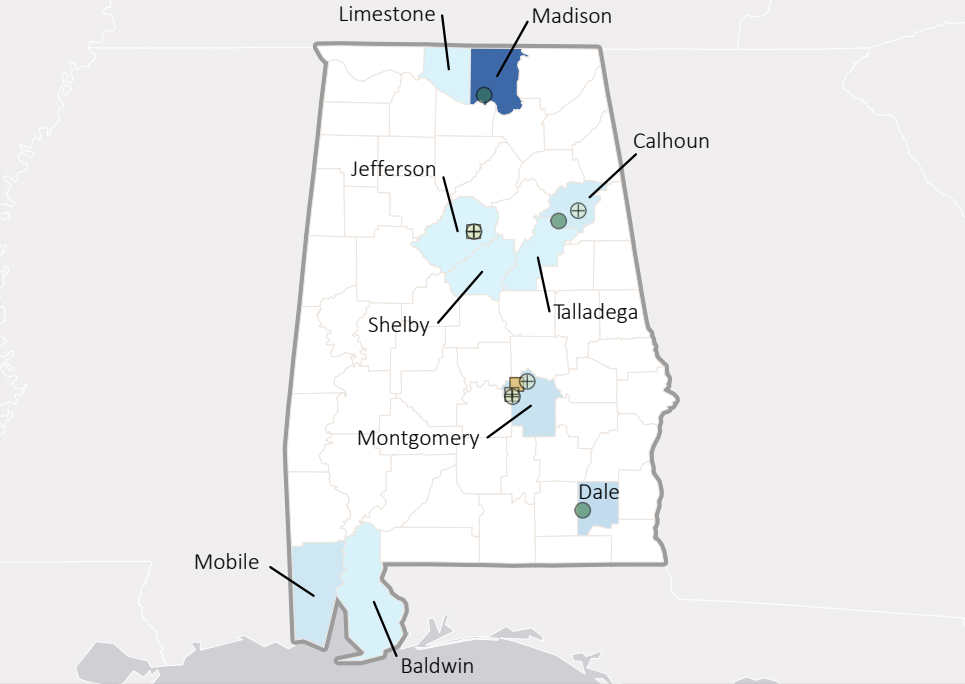 Limestone
Madison
Calhoun
Jefferson
Talladega
Shelby
Montgomery
Dale
Mobile
Baldwin